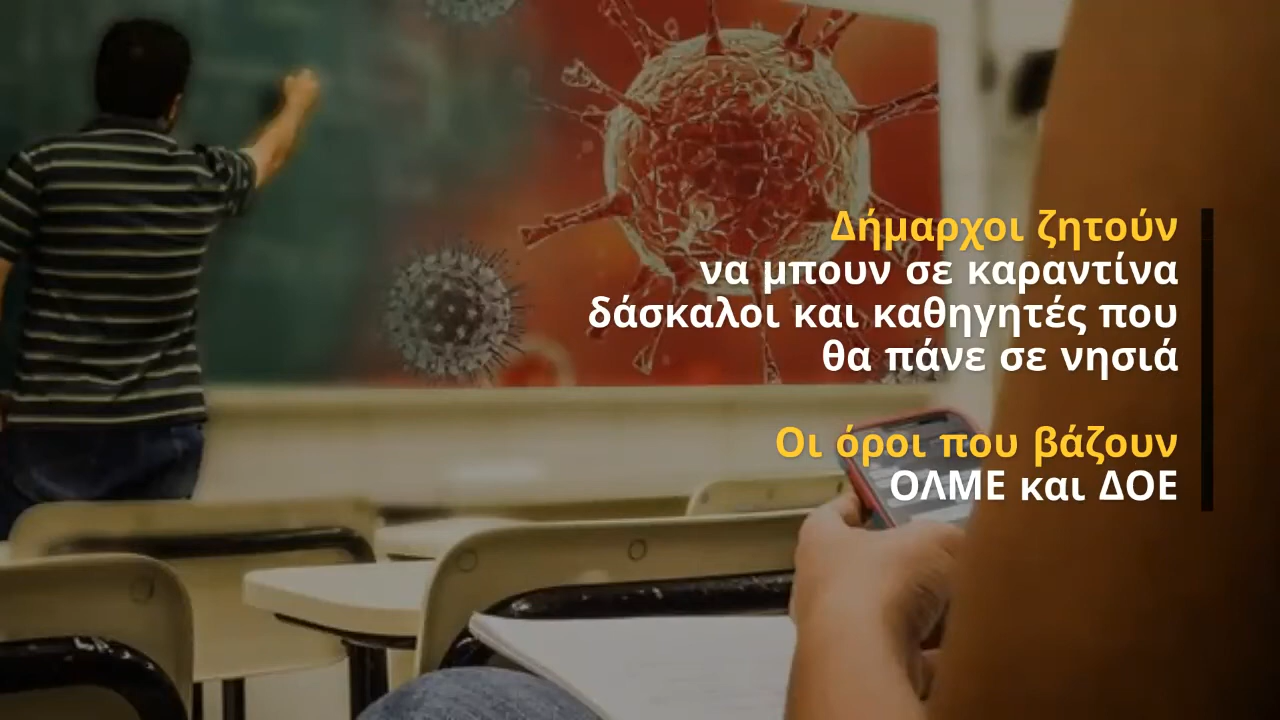 Δήμαρχοι ζητούν
να μπουν σε καραντίνα
δάσκαλοι και καθηγητές που
θα πάνε σε νησιά
Οι όροι που βάζουν
ΟΛΜΕ και ΔΟΕ